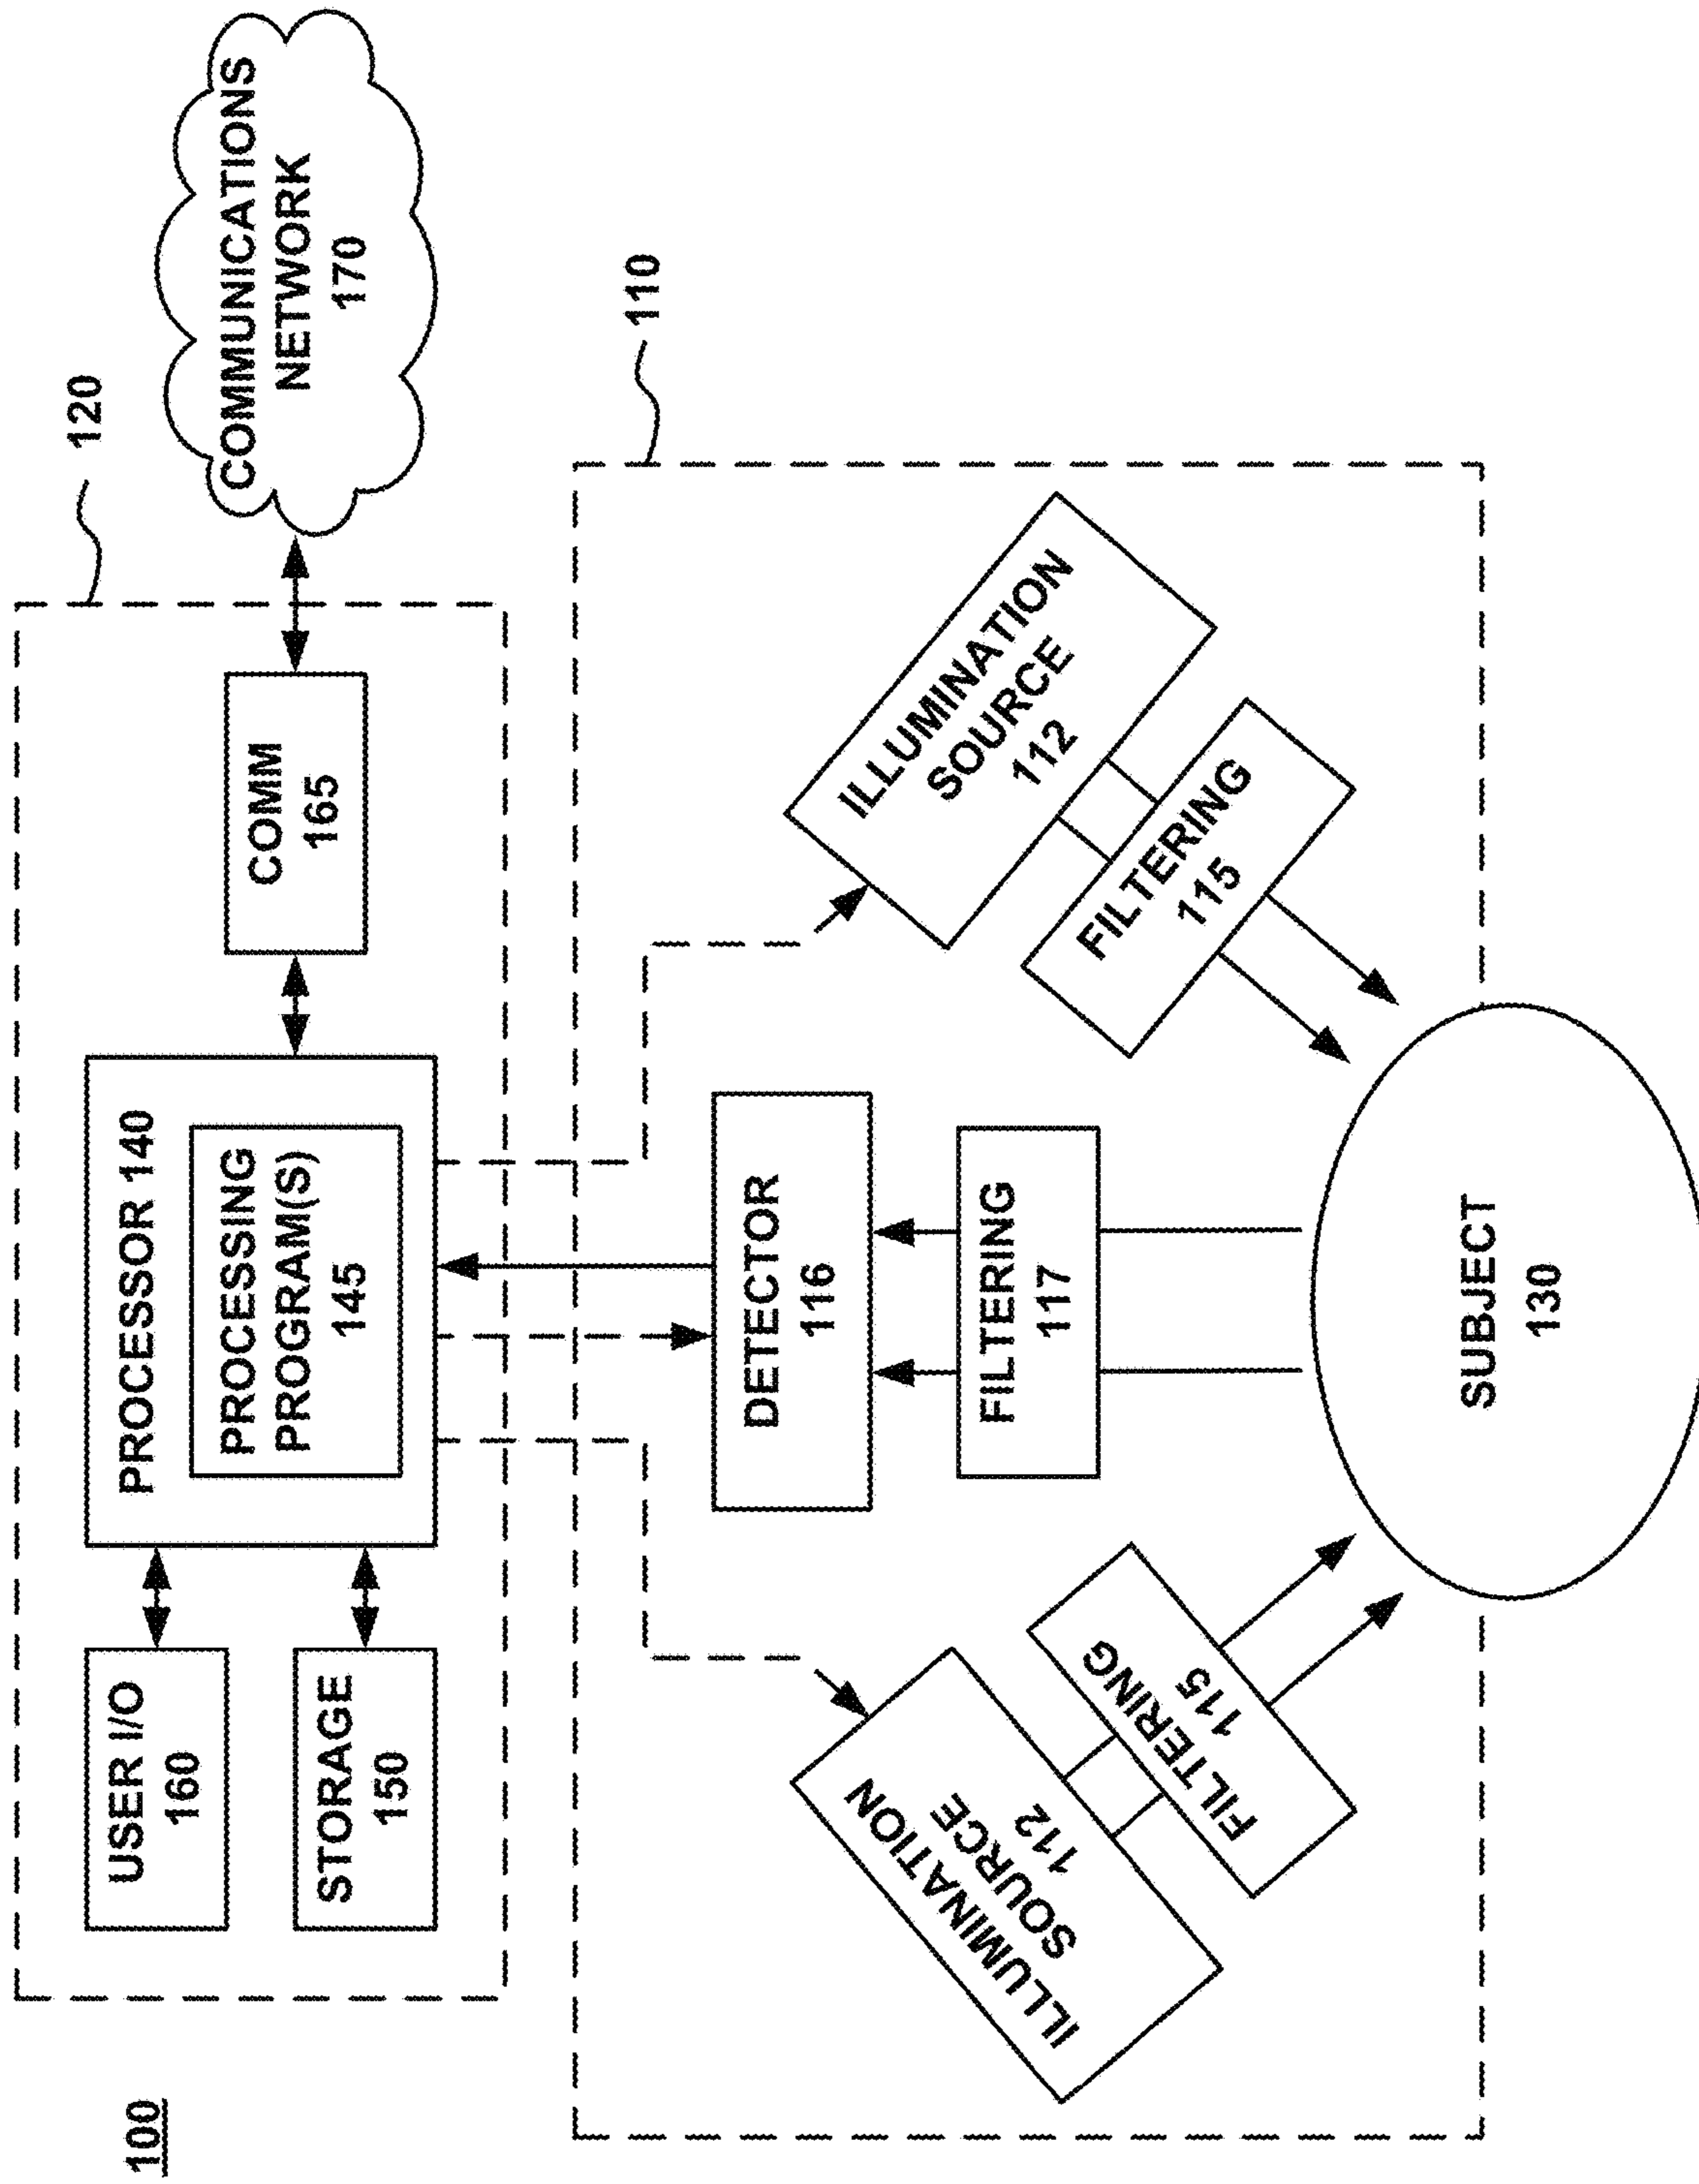 100
120
USER I/O
160
STORAGE
150
PROCESSOR 140
PROCESSING
PROGRAM(S)
145
COMM
165
COMMUNICATIONS
NETWORK
170
110
ILLUMINATION
SOURCE
112
FILTERING
115
DETECTOR
116
FILTERING
117
ILLUMINATION
SOURCE
112
FILTERING
115
SUBJECT
130